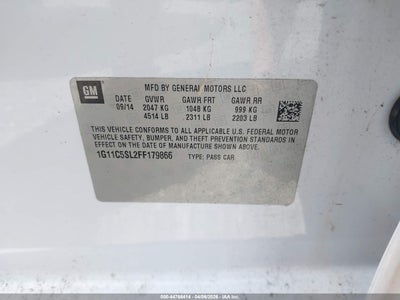 GM
MFD BY GENERAL MOTORS LLC
DATE GVWR GAWR FRT GAWR RR
09/14 2047 KG 1048 KG 999 KG
4514 LB 2311 LB 2203 LB
THIS VEHICLE CONFORMS TO ALL APPLICABLE U.S. FEDERAL MOTOR
VEHICLE SAFETY, BUMPER, AND THEFT PREVENTION STANDARDS IN
EFFECT ON THE DATE OF MANUFACTURE SHOWN ABOVE.
1G11C5SL2FF179866 TYPE: PASS CAR